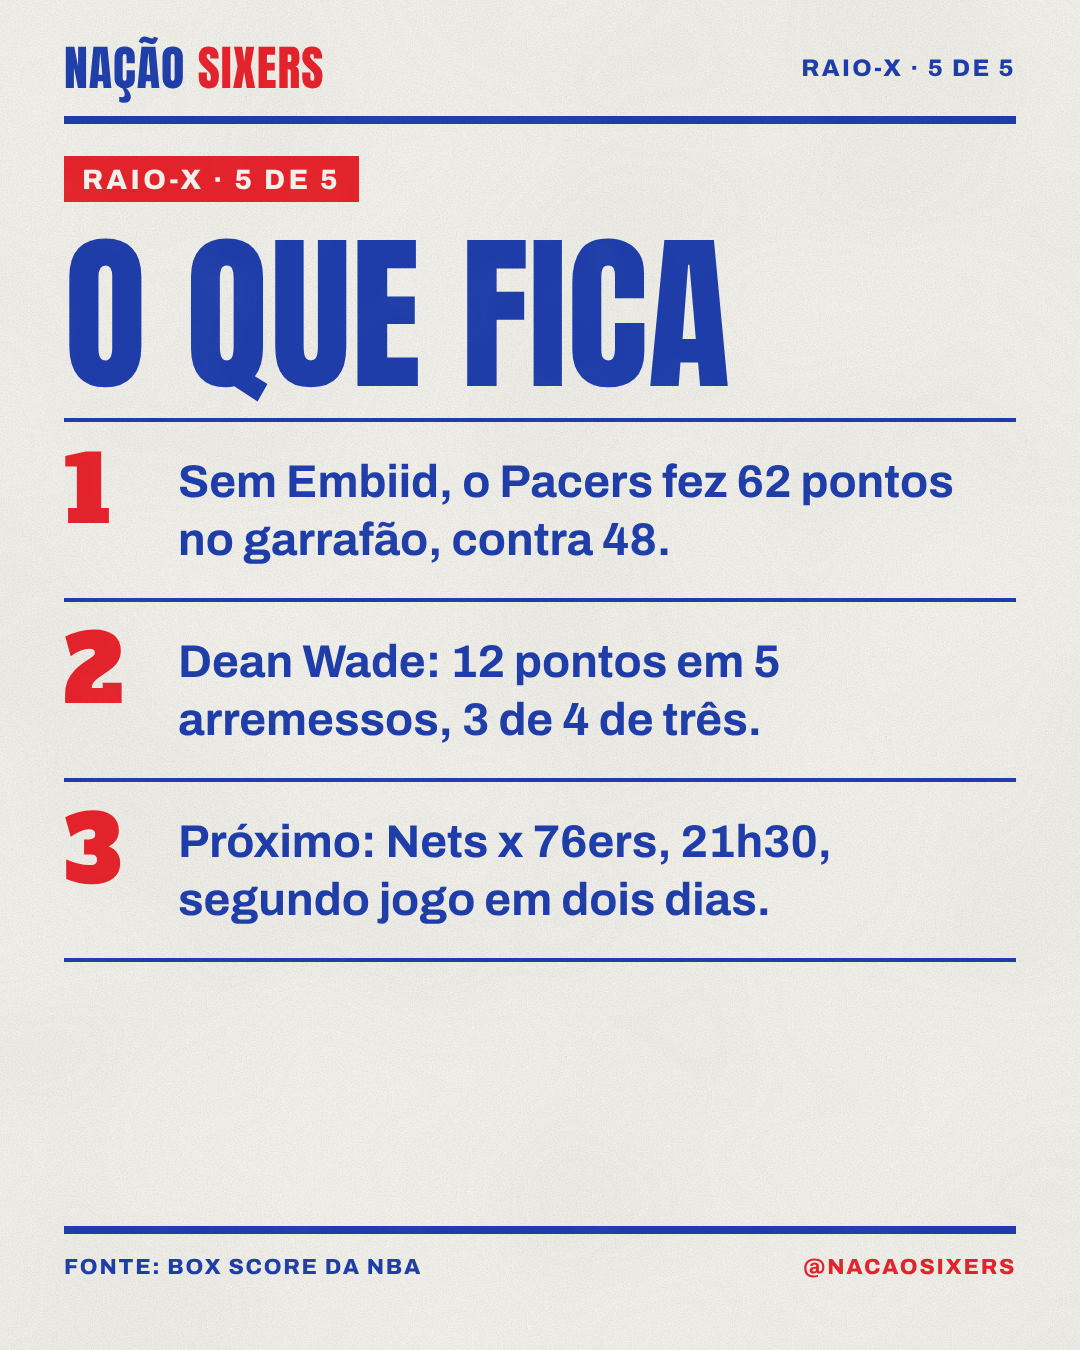 NAÇÃO SIXERS
RAIO-X · 5 DE 5
RAIO-X · 5 DE 5
O QUE FICA
1
Sem Embiid, o Pacers fez 62 pontos
no garrafão, contra 48.
2
Dean Wade: 12 pontos em 5
arremessos, 3 de 4 de três.
3
Próximo: Nets x 76ers, 21h30,
segundo jogo em dois dias.
FONTE: BOX SCORE DA NBA
@NACAOSIXERS